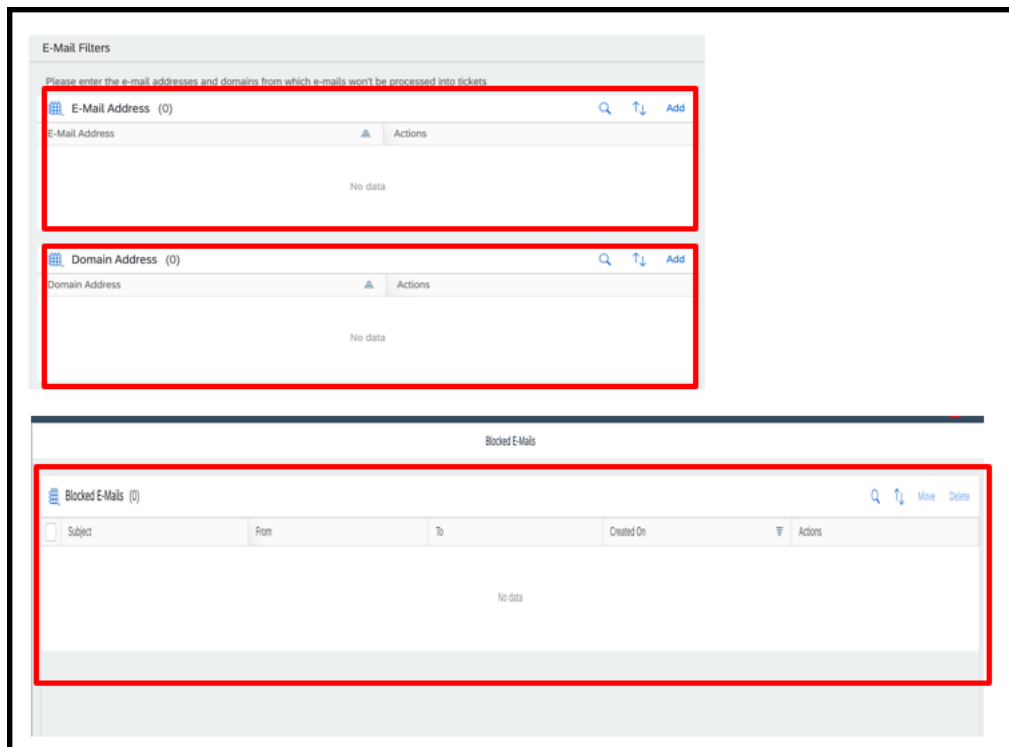 E-Mail Filters
Please enter the e-mail addresses and domains from which e-mails won't be processed into tickets
E-Mail Address (0) Add
E-Mail Address Actions
No data
Domain Address (0) Add
Domain Address Actions
No data
Blocked E-Mails
Blocked E-Mails (0) Move Delete
Subject From To Created On Actions
No data